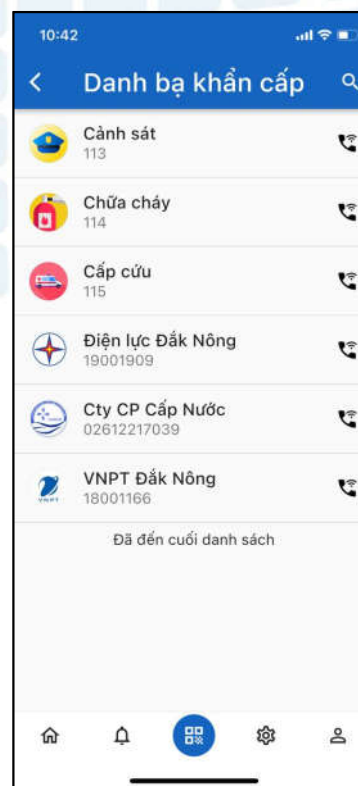 10:42
Danh bạ khẩn cấp
Cảnh sát
113
Chữa cháy
114
Cấp cứu
115
Điện lực Đắk Nông
19001909
Cty CP Cấp Nước
02612217039
VNPT Đắk Nông
18001166
VNPT
Đã đến cuối danh sách